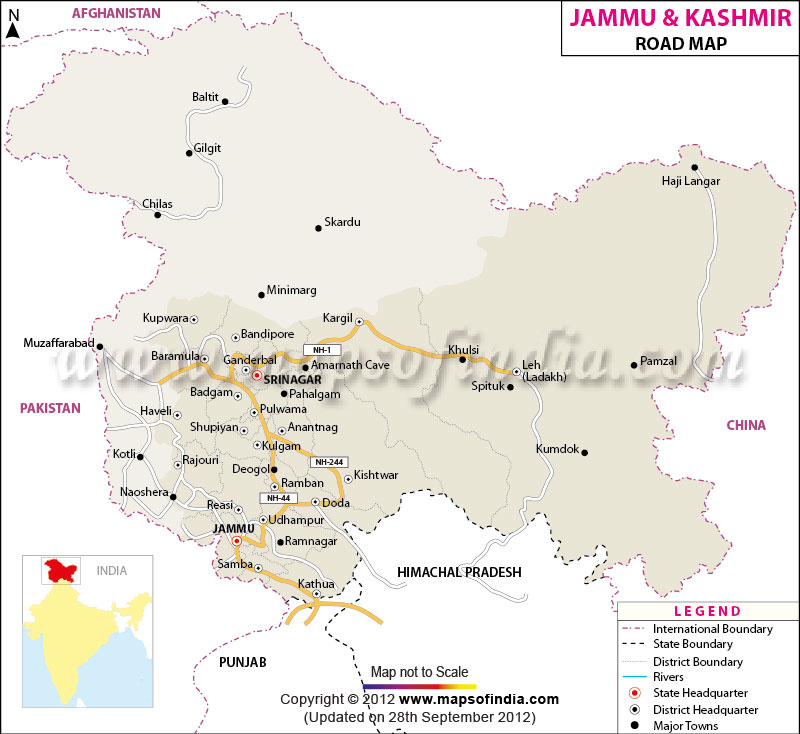 AFGHANISTAN
N
JAMMU & KASHMIR
ROAD MAP
Baltit
Gilgit
Haji Langar
Chilas
Skardu
Minimarg
Kupwara
Kargil
Bandipore
Muzaffarabad
NH-1
Khulsi
Baramula
Ganderbal
Amarnath Cave
Leh
(Ladakh)
Pamzal
www.mapsofindia.com
SRINAGAR
Spituk
Badgam
Pahalgam
PAKISTAN
Haveli
Pulwama
CHINA
Shupiyan
Anantnag
Kulgam
Kumdok
Kotli
Rajouri
NH-244
Deogol
Kishtwar
Ramban
Naoshera
NH-44
Reasi
Doda
Udhampur
JAMMU
Ramnagar
Samba
HIMACHAL PRADESH
INDIA
Kathua
LEGEND
International Boundary
State Boundary
District Boundary
Rivers
State Headquarter
District Headquarter
Major Towns
PUNJAB
Map not to Scale
Copyright © 2012 www.mapsofindia.com
(Updated on 28th September 2012)